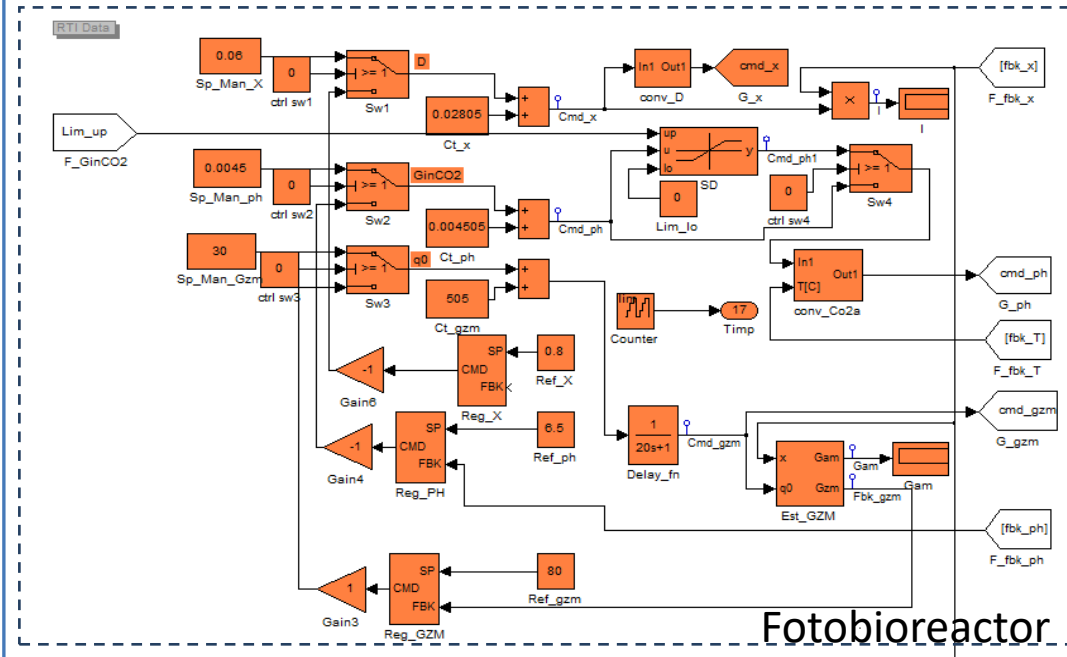 RTI Data
0.06
Sp_Man_X
0
ctrl sw1
>= 1
Sw1
D
0.02805
Ct_x
+
+
Cmd_x
In1 Out1
conv_D
cmd_x
G_x
×
I
I
[fbk_x]
F_fbk_x
Lim_up
F_GinCO2
up
u
lo
y
SD
0
Lim_lo
Cmd_ph1
0
ctrl sw4
>= 1
Sw4
0.0045
Sp_Man_ph
0
ctrl sw2
>= 1
Sw2
GinCO2
0.004505
Ct_ph
+
+
Cmd_ph
30
Sp_Man_Gzm
0
ctrl sw3
>= 1
Sw3
q0
505
Ct_gzm
+
+
In1
T[C]
Out1
conv_Co2a
cmd_ph
G_ph
[fbk_T]
F_fbk_T
lim
Counter
17
Timp
-1
Gain6
SP
CMD
FBK
Reg_X
0.8
Ref_X
-1
Gain4
SP
CMD
FBK
Reg_PH
6.5
Ref_ph
1
20s+1
Delay_fn
Cmd_gzm
cmd_gzm
G_gzm
x
q0
Gam
Gzm
Est_GZM
Gam
Fbk_gzm
Gam
[fbk_ph]
F_fbk_ph
1
Gain3
SP
CMD
FBK
Reg_GZM
80
Ref_gzm
Fotobioreactor